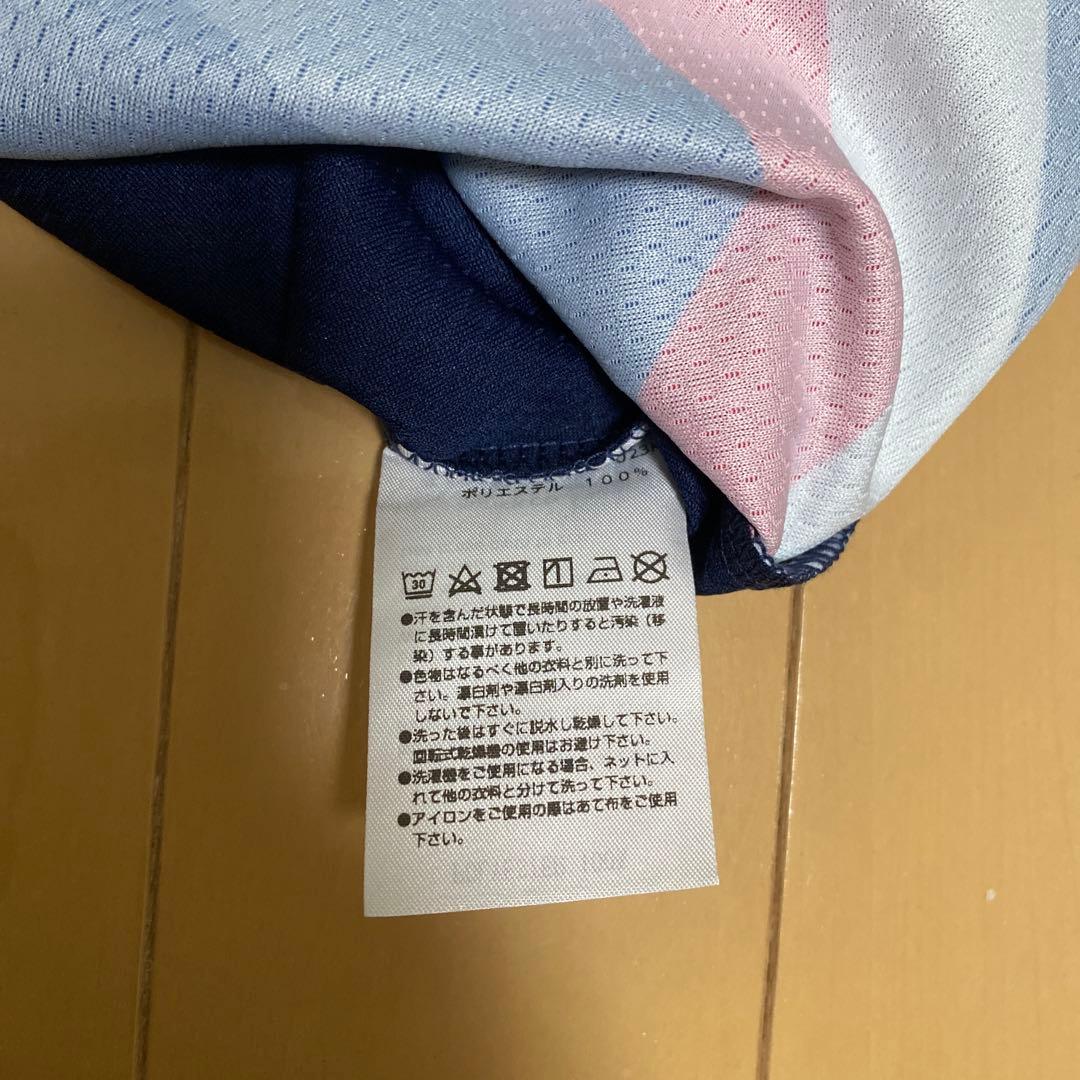 ポリエステル １００％
30
●汗を含んだ状態で長時間の放置や洗濯液
に長時間漬けて置いたりすると汚染（移
染）する事があります。
●色物はなるべく他の衣料と別に洗って下
さい。漂白剤や漂白剤入りの洗剤を使用
しないで下さい。
●洗った後はすぐに脱水し乾燥して下さい。
回転式乾燥機の使用はお避け下さい。
●洗濯機をご使用になる場合、ネットに入
れて他の衣料と分けて洗って下さい。
●アイロンをご使用の際はあて布をご使用
下さい。